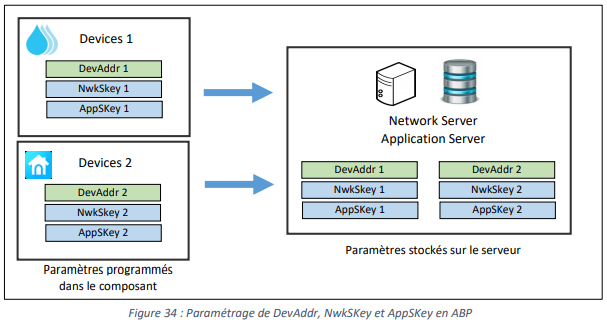 Devices 1
DevAddr 1
NwkSkey 1
AppSKey 1
Devices 2
DevAddr 2
NwkSKey 2
AppSKey 2
Paramètres programmés
dans le composant
Network Server
Application Server
DevAddr 1
NwkSKey 1
AppSKey 1
DevAddr 2
NwkSKey 2
AppSKey 2
Paramètres stockés sur le serveur
Figure 34 : Paramétrage de DevAddr, NwkSKey et AppSKey en ABP